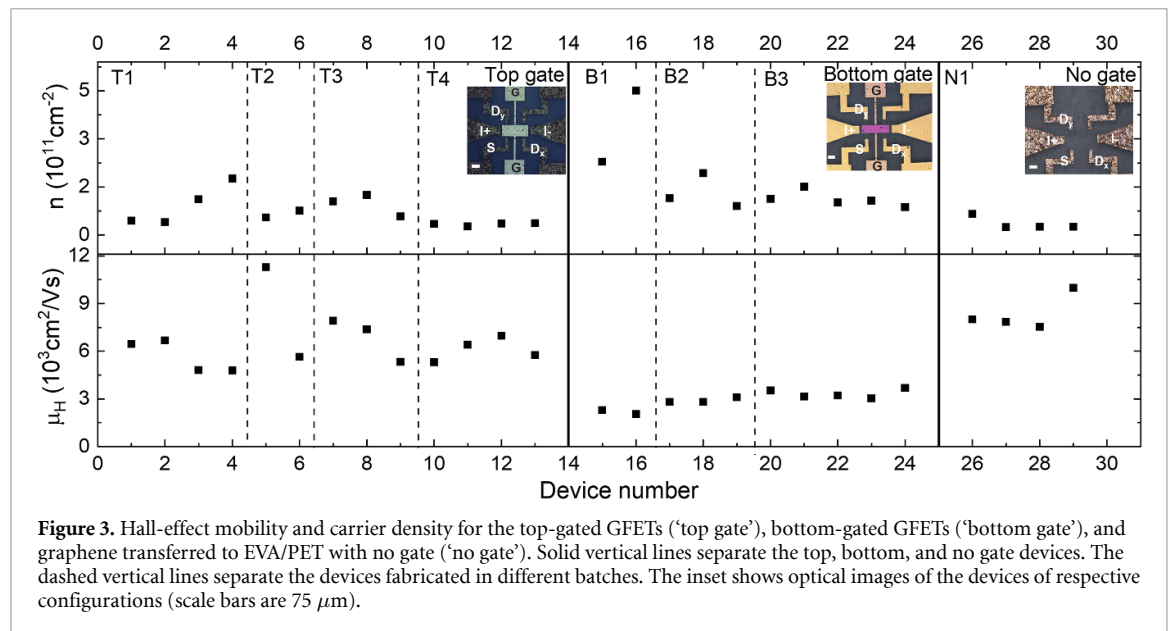 0 2 4 6 8 10 12 14 16 18 20 22 24 26 28 30
T1 T2 T3 T4 Top gate B1 B2 B3 Bottom gate N1 No gate
5
3
2
0
n (10¹¹cm⁻²)
G
Dy
I+ I-
S Dx
G
G
I+ I-
S Dx
G
Dy
I+
S Dx
12
9
6
3
0
μH (10³cm²/Vs)
0 2 4 6 8 10 12 14 16 18 20 22 24 26 28 30
Device number
Figure 3. Hall-effect mobility and carrier density for the top-gated GFETs (‘top gate’), bottom-gated GFETs (‘bottom gate’), and
graphene transferred to EVA/PET with no gate (‘no gate’). Solid vertical lines separate the top, bottom, and no gate devices. The
dashed vertical lines separate the devices fabricated in different batches. The inset shows optical images of the devices of respective
configurations (scale bars are 75 μm).